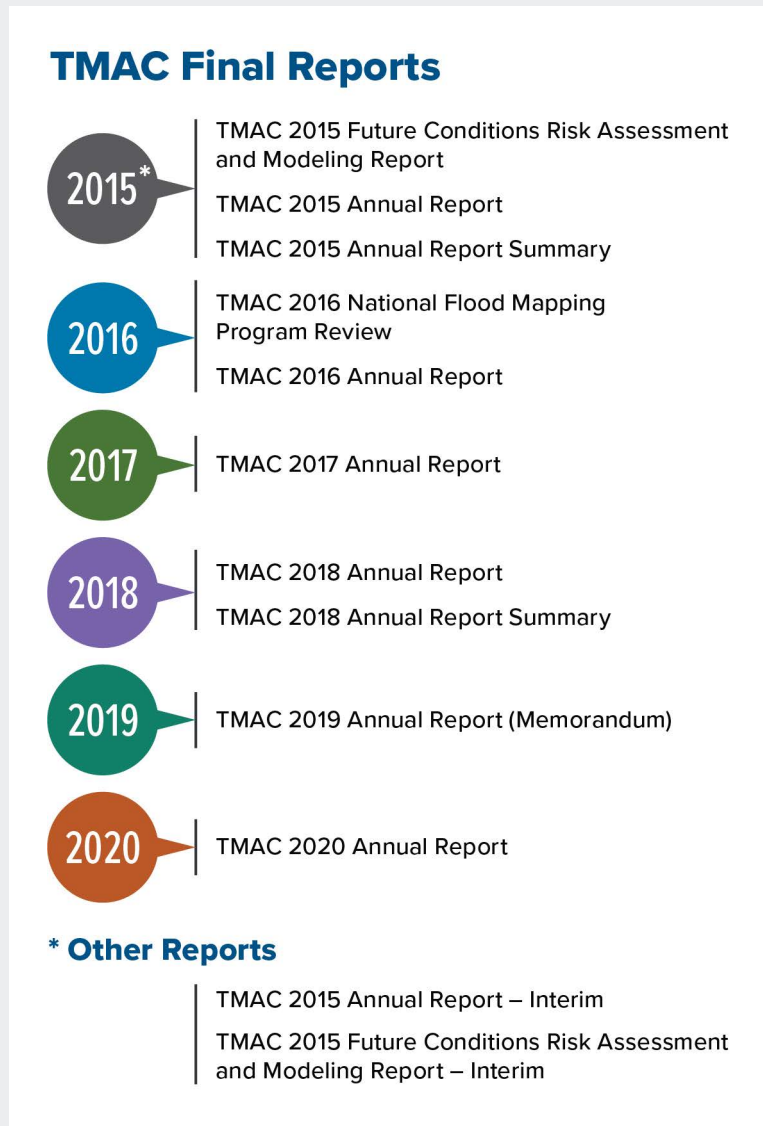 TMAC Final Reports
2015*
TMAC 2015 Future Conditions Risk Assessment
and Modeling Report
TMAC 2015 Annual Report
TMAC 2015 Annual Report Summary
2016
TMAC 2016 National Flood Mapping
Program Review
TMAC 2016 Annual Report
2017
TMAC 2017 Annual Report
2018
TMAC 2018 Annual Report
TMAC 2018 Annual Report Summary
2019
TMAC 2019 Annual Report (Memorandum)
2020
TMAC 2020 Annual Report
* Other Reports
TMAC 2015 Annual Report – Interim
TMAC 2015 Future Conditions Risk Assessment
and Modeling Report – Interim